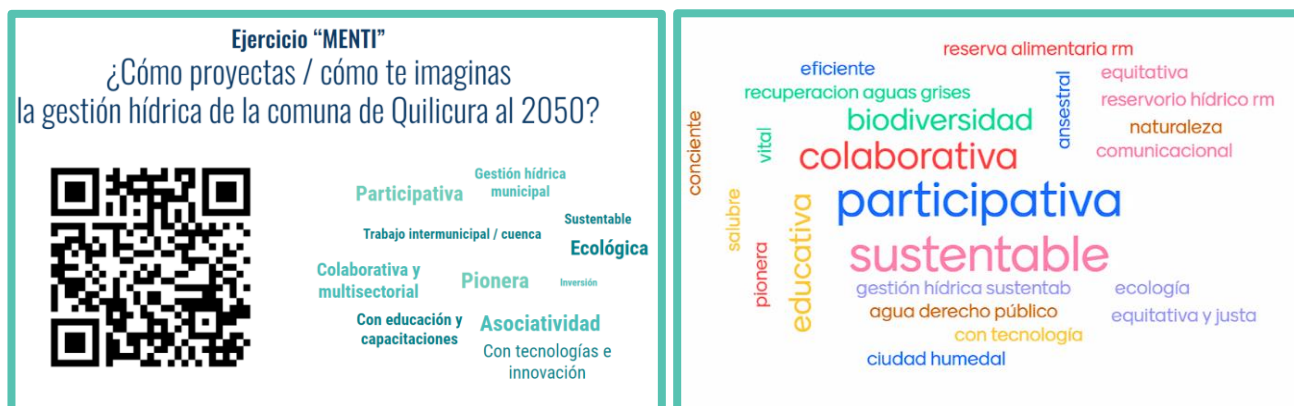 Ejercicio “MENTI”
¿Cómo proyectas / cómo te imaginas
la gestión hídrica de la comuna de Quilicura al 2050?
Gestión hídrica
municipal
Participativa
Sustentable
Trabajo intermunicipal / cuenca
Ecológica
Colaborativa y
multisectorial
Pionera
Inversión
Con educación y
capacitaciones
Asociatividad
Con tecnologías e
innovación
reserva alimentaria rm
eficiente
equitativa
recuperacion aguas grises
reservorio hídrico rm
biodiversidad
ansestral
naturaleza
conciente
vital
colaborativa
comunicacional
participativa
salubre
educativa
sustentable
pionera
gestión hídrica sustentab
ecología
agua derecho público
equitativa y justa
con tecnología
ciudad humedal